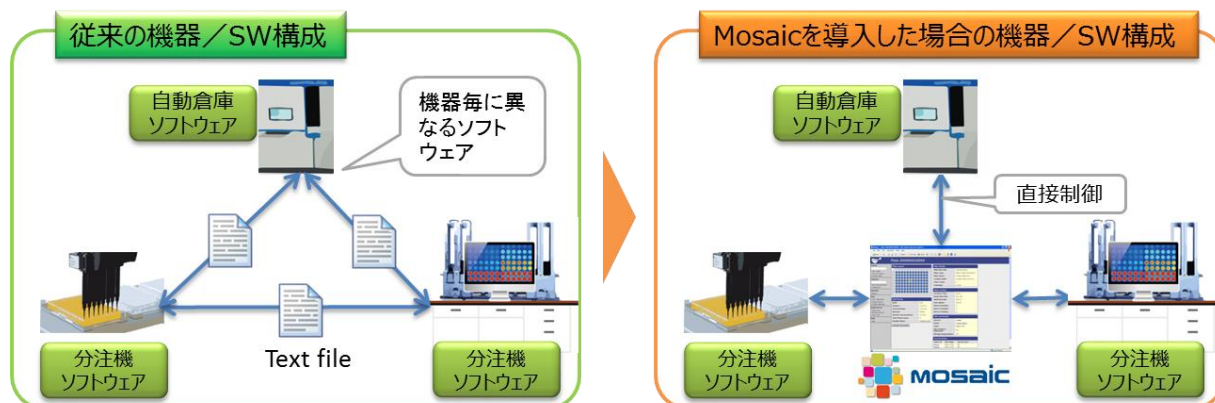 従来の機器／SW構成
自動倉庫
ソフトウェア
機器毎に異
なるソフト
ウェア
分注機
ソフトウェア
Text file
分注機
ソフトウェア
Mosaicを導入した場合の機器／SW構成
自動倉庫
ソフトウェア
直接制御
分注機
ソフトウェア
mosaic
分注機
ソフトウェア